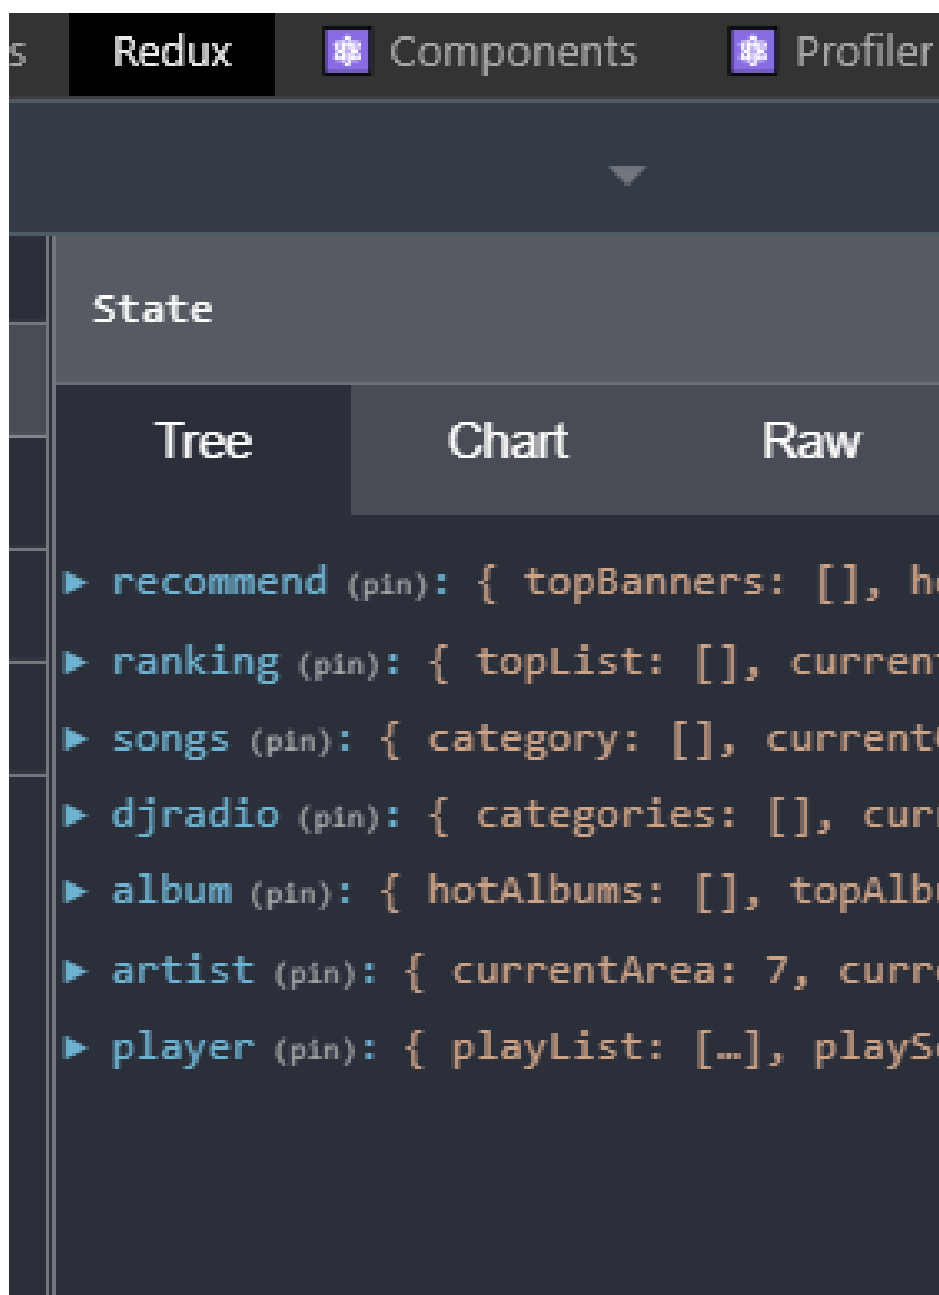 Redux Components Profiler
State
Tree Chart Raw
▶ recommend (pin): { topBanners: [], h
▶ ranking (pin): { topList: [], current
▶ songs (pin): { category: [], current
▶ djradio (pin): { categories: [], cur
▶ album (pin): { hotAlbums: [], topAlb
▶ artist (pin): { currentArea: 7, curr
▶ player (pin): { playList: […], playS